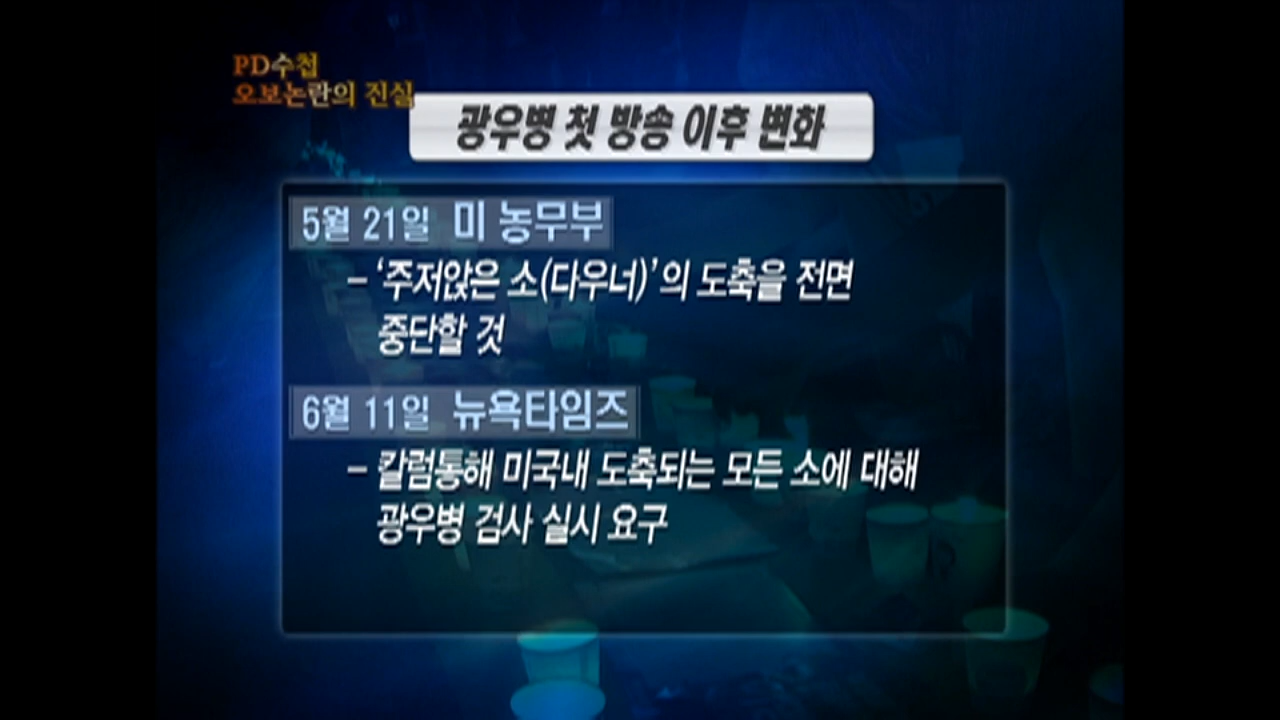 PD수첩
오보논란의 진실
광우병 첫 방송 이후 변화
5월 21일 미 농무부
– ‘주저앉은 소(다우너)’의 도축을 전면
중단할 것
6월 11일 뉴욕타임즈
– 칼럼통해 미국내 도축되는 모든 소에 대해
광우병 검사 실시 요구